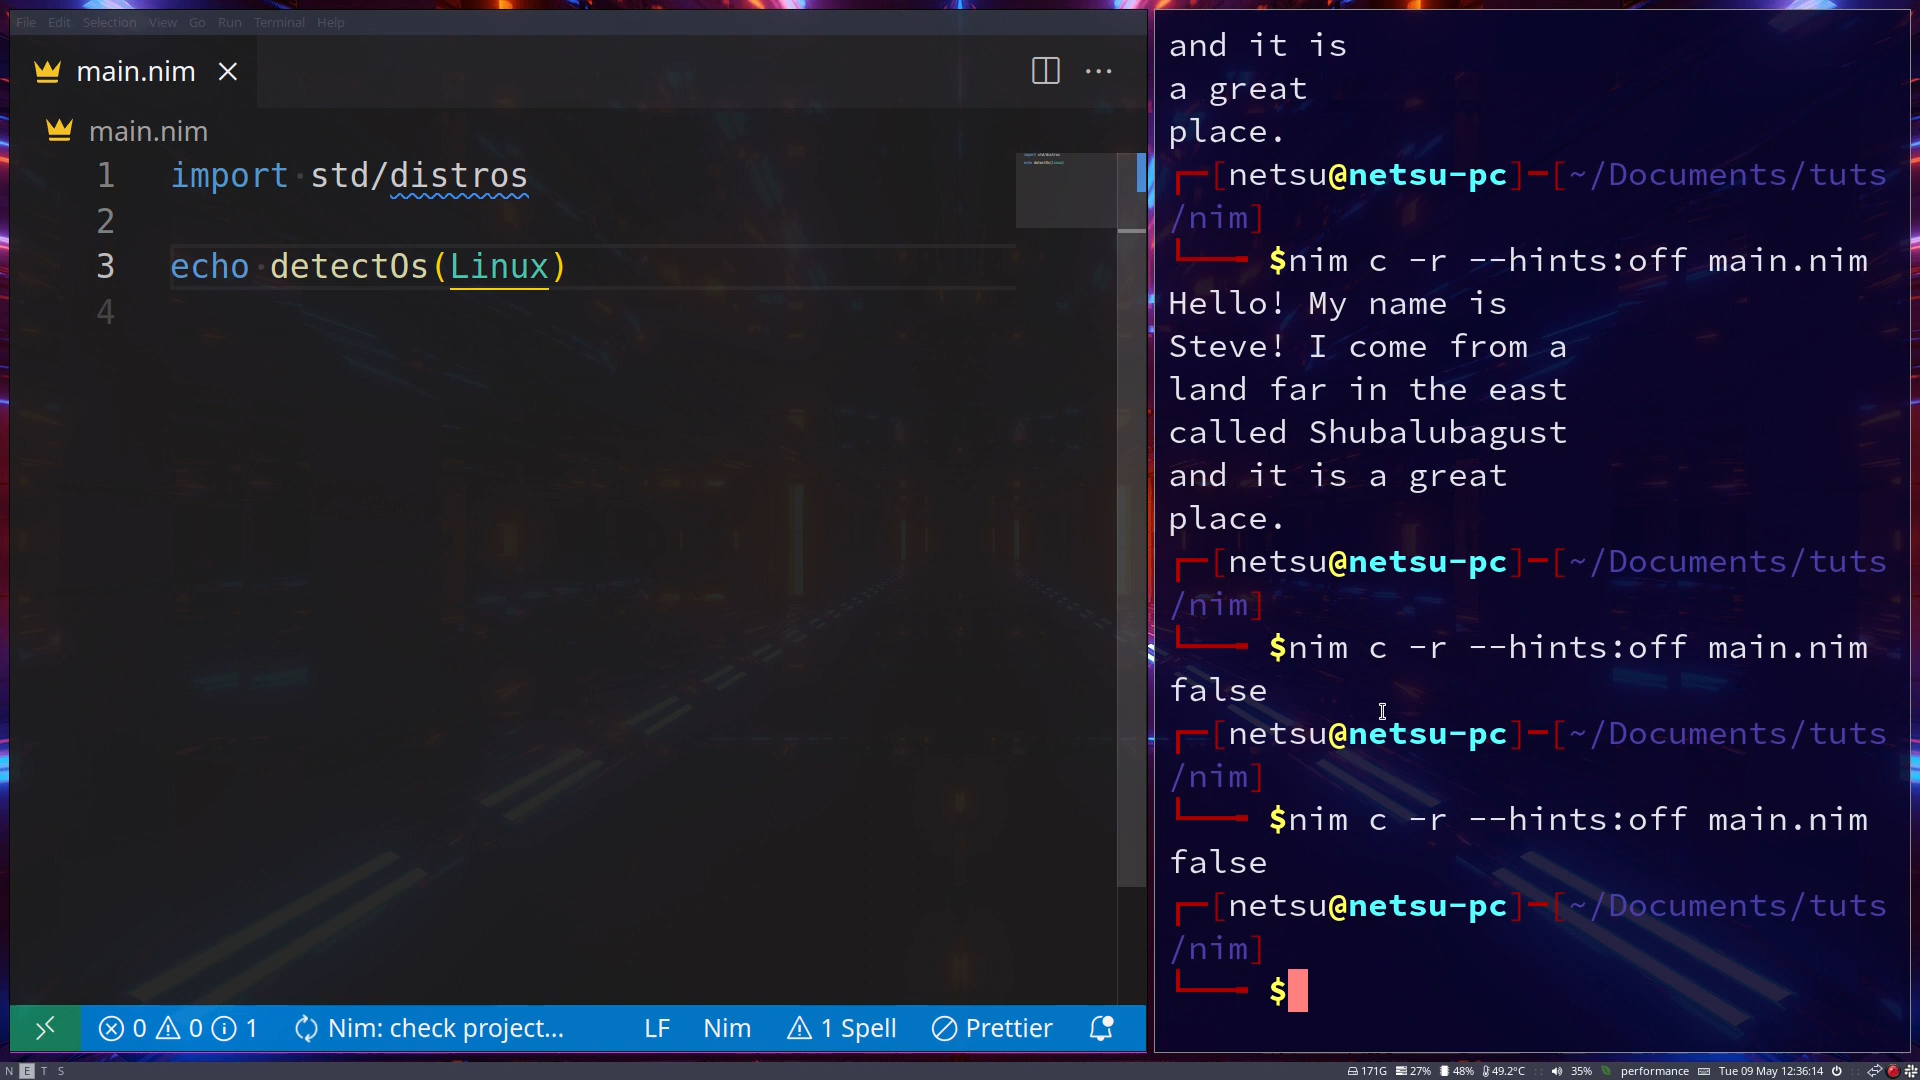 File Edit Selection View Go Run Terminal Help
main.nim
main.nim
1 import std/distros
2
3 echo detectOs(Linux)
4
0 0 1 Nim: check project... LF Nim 1 Spell Prettier
and it is
a great
place.
[netsu@netsu-pc]-[~/Documents/tuts
/nim]
$nim c -r --hints:off main.nim
Hello! My name is
Steve! I come from a
land far in the east
called Shubalubagust
and it is a great
place.
[netsu@netsu-pc]-[~/Documents/tuts
/nim]
$nim c -r --hints:off main.nim
false
[netsu@netsu-pc]-[~/Documents/tuts
/nim]
$nim c -r --hints:off main.nim
false
[netsu@netsu-pc]-[~/Documents/tuts
/nim]
$
N E T S 171G 27% 48% 49.2°C 35% performance Tue 09 May 12:36:14